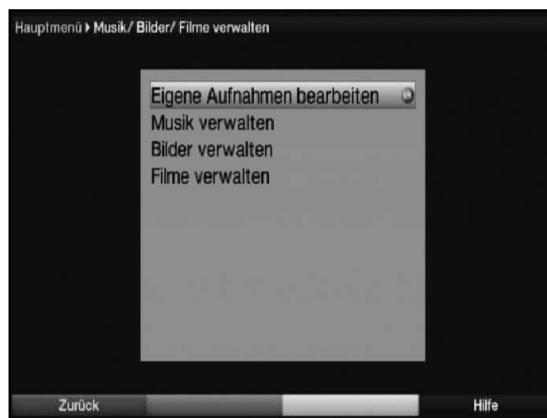 Hauptmenü ▸ Musik/ Bilder/ Filme verwalten
Eigene Aufnahmen bearbeiten
Musik verwalten
Bilder verwalten
Filme verwalten
Zurück Hilfe